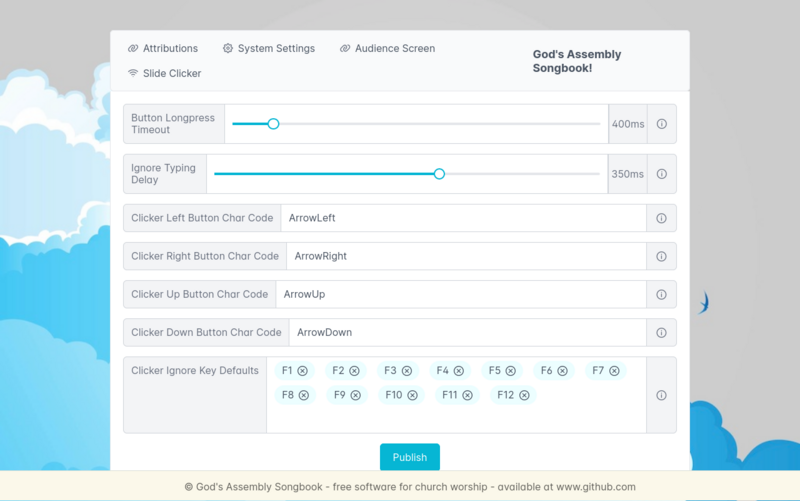 Attributions
System Settings
Audience Screen
God's Assembly
Songbook!
Slide Clicker
Button Longpress
Timeout
400ms
Ignore Typing
Delay
350ms
Clicker Left Button Char Code
ArrowLeft
Clicker Right Button Char Code
ArrowRight
Clicker Up Button Char Code
ArrowUp
Clicker Down Button Char Code
ArrowDown
Clicker Ignore Key Defaults
F1 F2 F3 F4 F5 F6 F7
F8 F9 F10 F11 F12
Publish
© God's Assembly Songbook - free software for church worship - available at www.github.com